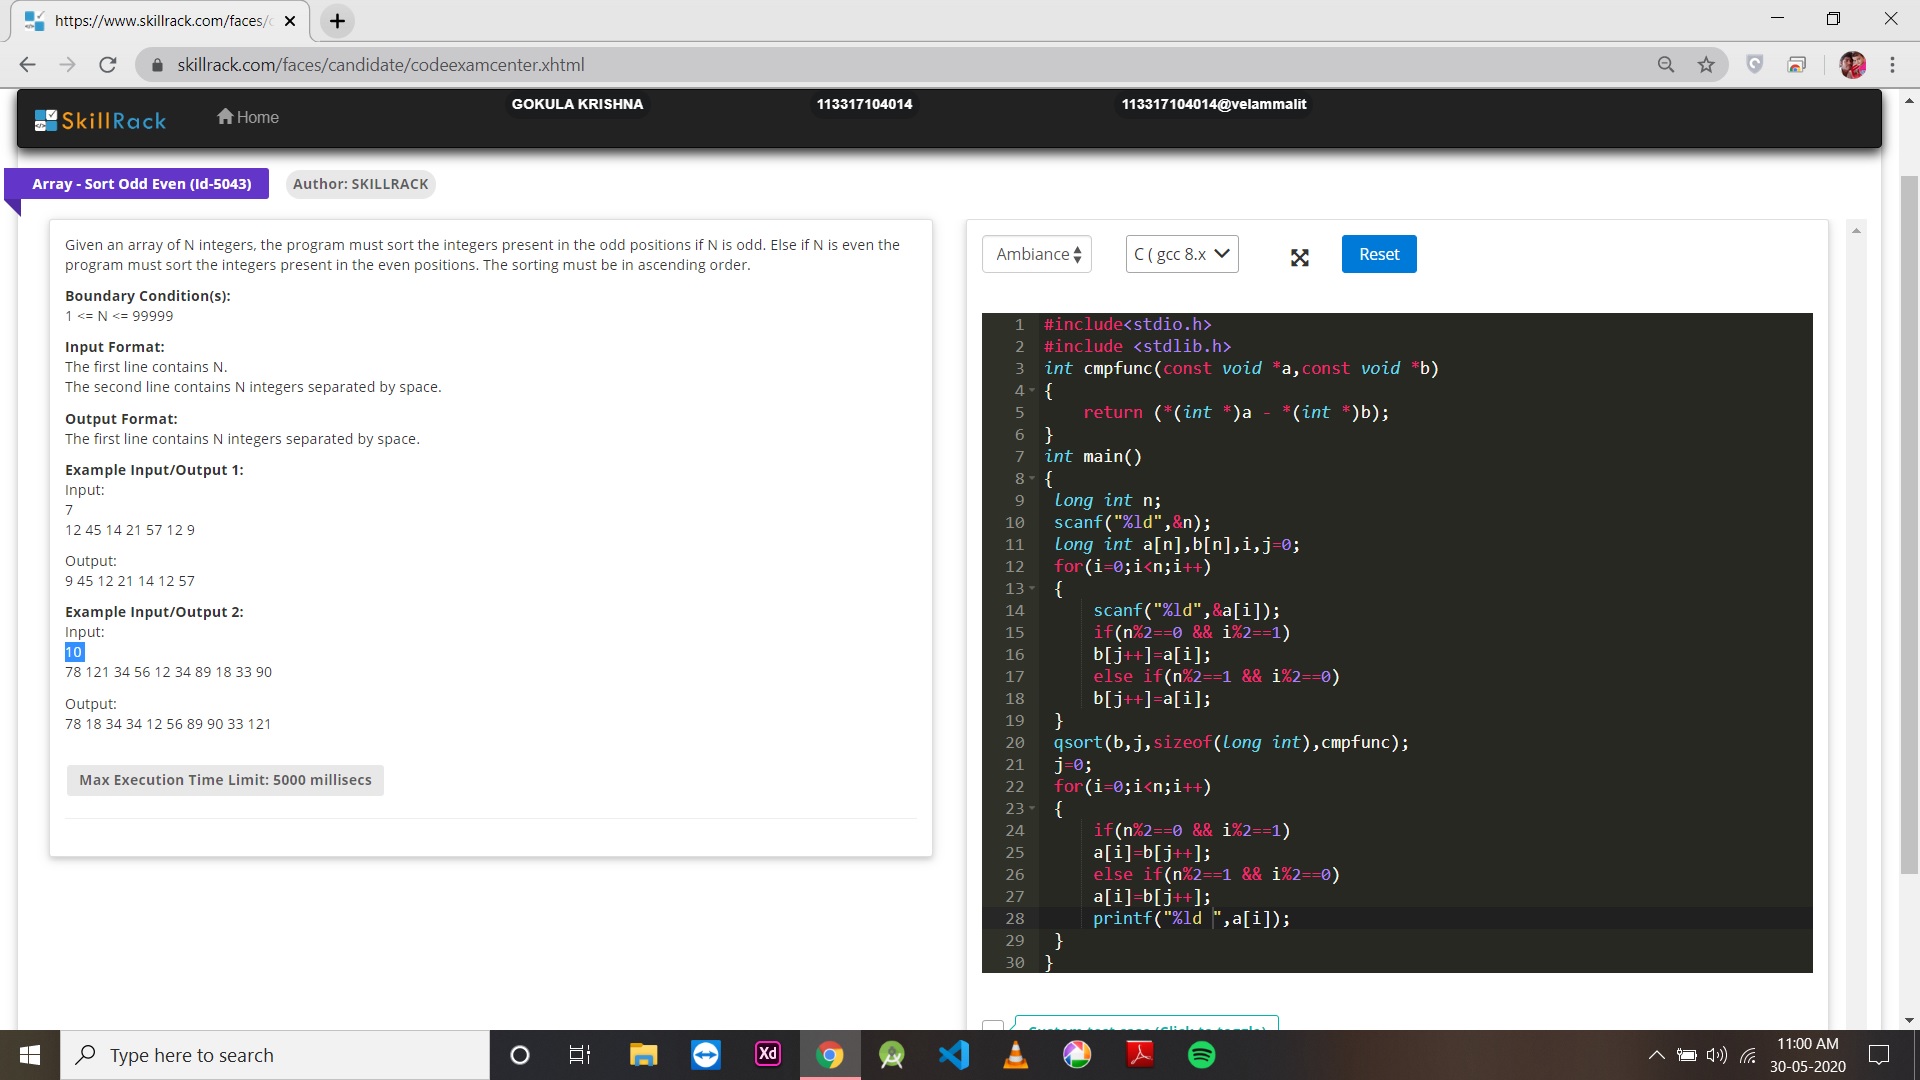 https://www.skillrack.com/faces/c
skillrack.com/faces/candidate/codeexamcenter.xhtml
SkillRack
Home
GOKULA KRISHNA
113317104014
113317104014@velammalit
Array - Sort Odd Even (Id-5043)
Author: SKILLRACK
Given an array of N integers, the program must sort the integers present in the odd positions if N is odd. Else if N is even the
program must sort the integers present in the even positions. The sorting must be in ascending order.
Boundary Condition(s):
1 <= N <= 99999
Input Format:
The first line contains N.
The second line contains N integers separated by space.
Output Format:
The first line contains N integers separated by space.
Example Input/Output 1:
Input:
7
12 45 14 21 57 12 9
Output:
9 45 12 21 14 12 57
Example Input/Output 2:
Input:
10
78 121 34 56 12 34 89 18 33 90
Output:
78 18 34 34 12 56 89 90 33 121
Max Execution Time Limit: 5000 millisecs
Ambiance
C ( gcc 8.x
Reset
1 #include<stdio.h>
2 #include <stdlib.h>
3 int cmpfunc(const void *a,const void *b)
4 {
5 return (*(int *)a - *(int *)b);
6 }
7 int main()
8 {
9 long int n;
10 scanf("%ld",&n);
11 long int a[n],b[n],i,j=0;
12 for(i=0;i<n;i++)
13 {
14 scanf("%ld",&a[i]);
15 if(n%2==0 && i%2==1)
16 b[j++]=a[i];
17 else if(n%2==1 && i%2==0)
18 b[j++]=a[i];
19 }
20 qsort(b,j,sizeof(long int),cmpfunc);
21 j=0;
22 for(i=0;i<n;i++)
23 {
24 if(n%2==0 && i%2==1)
25 a[i]=b[j++];
26 else if(n%2==1 && i%2==0)
27 a[i]=b[j++];
28 printf("%ld ",a[i]);
29 }
30 }
Custom test case (Click to toggle)
Type here to search
Xd
11:00 AM
30-05-2020